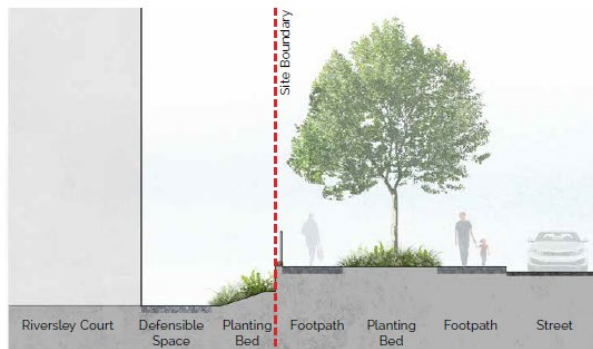 Site Boundary
Riversley Court
Defensible
Space
Planting
Bed
Footpath
Planting
Bed
Footpath
Street